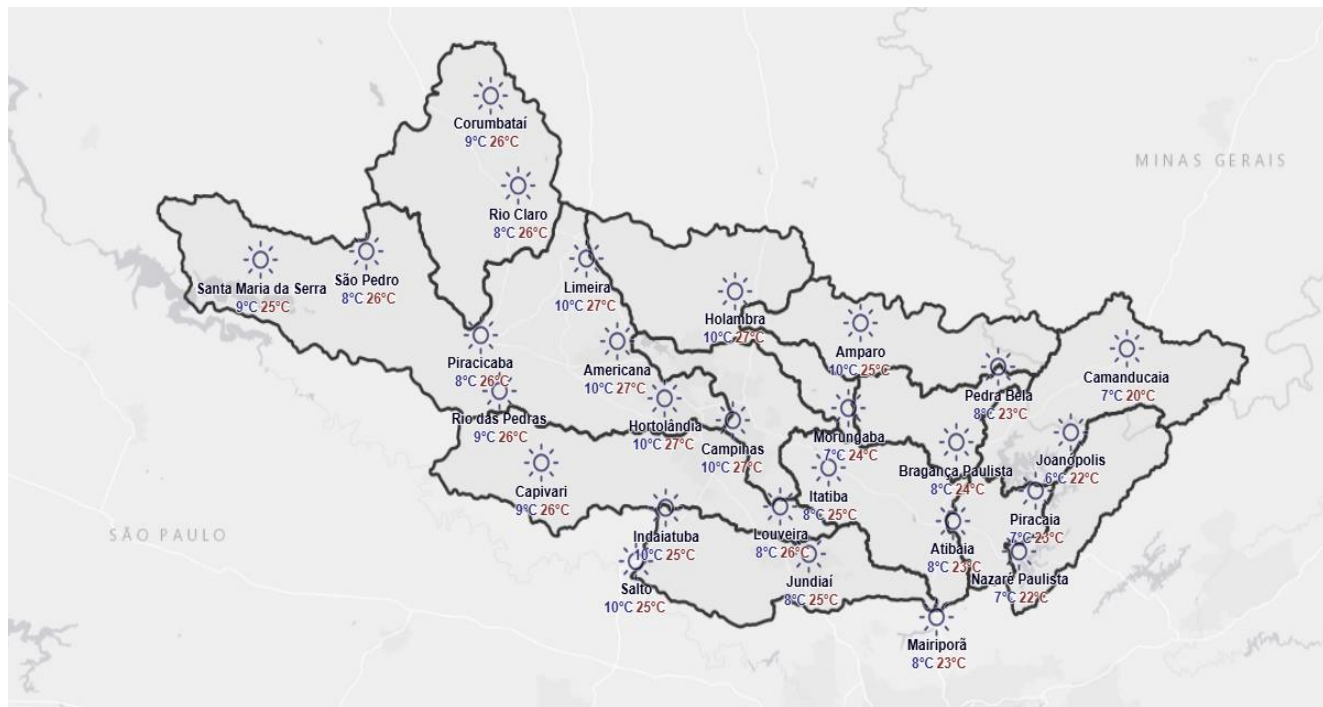 Corumbataí
9°C 26°C
MINAS GERAIS
Rio Claro
8°C 26°C
Santa Maria da Serra
9°C 25°C
São Pedro
8°C 26°C
Limeira
10°C 27°C
Holambra
10°C 27°C
Piracicaba
8°C 26°C
Americana
10°C 27°C
Amparo
10°C 25°C
Camanducaia
7°C 20°C
Pedra Bela
8°C 23°C
Rio das Pedras
9°C 26°C
Hortolândia
10°C 27°C
Campinas
10°C 27°C
Morungaba
7°C 24°C
Bragança Paulista
8°C 24°C
Joanópolis
6°C 22°C
Capivari
9°C 26°C
Itatiba
8°C 25°C
Piracaia
7°C 23°C
SÃO PAULO
Indaiatuba
10°C 25°C
Louveira
8°C 26°C
Atibaia
8°C 23°C
Salto
10°C 25°C
Jundiaí
8°C 25°C
Nazaré Paulista
7°C 22°C
Mairiporã
8°C 23°C